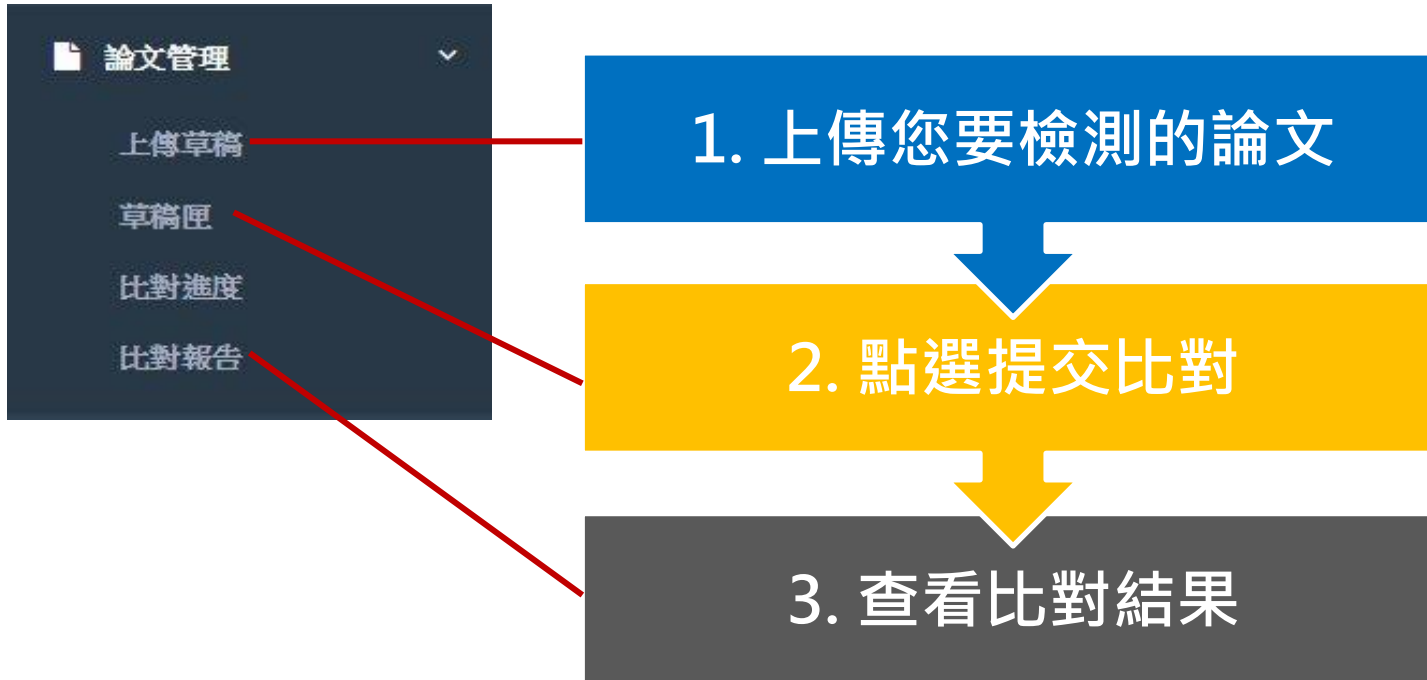 論文管理
上傳草稿
草稿匣
比對進度
比對報告
1. 上傳您要檢測的論文
2. 點選提交比對
3. 查看比對結果